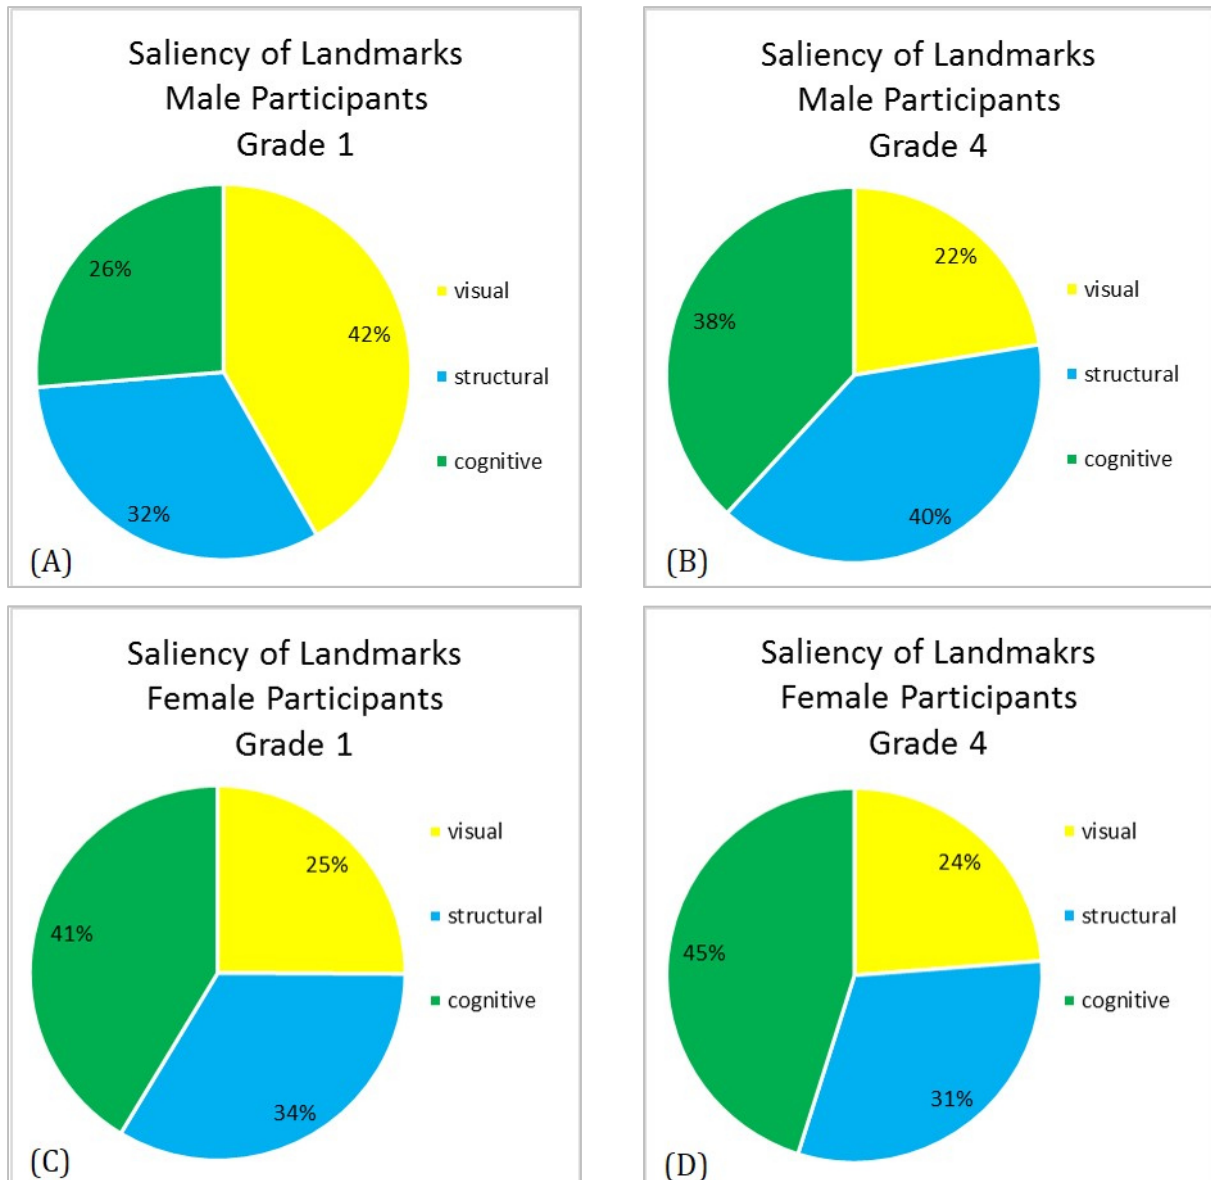 Saliency of Landmarks
Male Participants
Grade 1
26%
42%
32%
visual
structural
cognitive
(A)
Saliency of Landmarks
Male Participants
Grade 4
22%
38%
40%
visual
structural
cognitive
(B)
Saliency of Landmarks
Female Participants
Grade 1
25%
41%
34%
visual
structural
cognitive
(C)
Saliency of Landmakrs
Female Participants
Grade 4
24%
45%
31%
visual
structural
cognitive
(D)